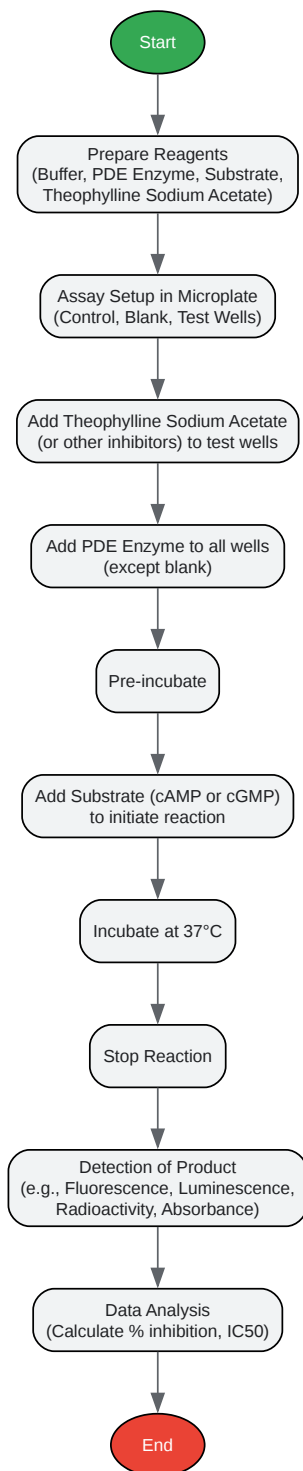 Start
Prepare Reagents
(Buffer, PDE Enzyme, Substrate,
Theophylline Sodium Acetate)
Assay Setup in Microplate
(Control, Blank, Test Wells)
Add Theophylline Sodium Acetate
(or other inhibitors) to test wells
Add PDE Enzyme to all wells
(except blank)
Pre-incubate
Add Substrate (cAMP or cGMP)
to initiate reaction
Incubate at 37°C
Stop Reaction
Detection of Product
(e.g., Fluorescence, Luminescence,
Radioactivity, Absorbance)
Data Analysis
(Calculate % inhibition, IC50)
End